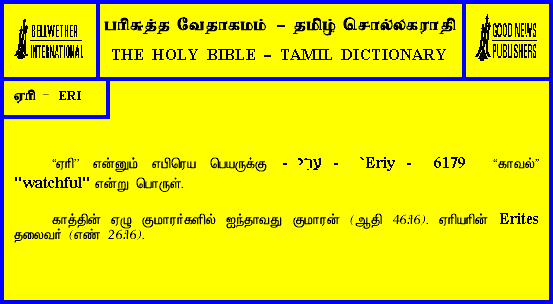 BELLWETHER
INTERNATIONAL
பரிசுத்த வேதாகமம் - தமிழ் சொல்லகராதி
THE HOLY BIBLE - TAMIL DICTIONARY
GOOD NEWS
PUBLISHERS
ஏரி - ERI
“ஏரி” என்னும் எபிரெய பெயருக்கு - עֵרִי - `Eriy - 6179 “காவல்”
"watchful" என்று பொருள்.
காத்தின் ஏழு குமாரர்களில் ஐந்தாவது குமாரன் (ஆதி 46:16). ஏரியரின் Erites
தலைவர் (எண் 26:16).